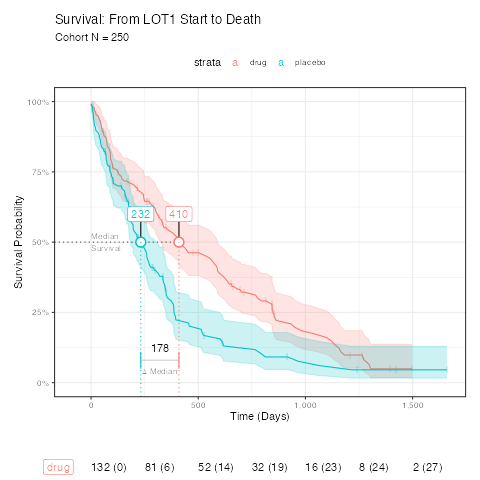 Survival: From LOT1 Start to Death
Cohort N = 250
strata a drug a placebo
100%
75%
50%
25%
0%
Survival Probability
232 410
Median
Survival
178
Δ Median
0 500 1,000 1,500
Time (Days)
drug 132 (0) 81 (6) 52 (14) 32 (19) 16 (23) 8 (24) 2 (27)